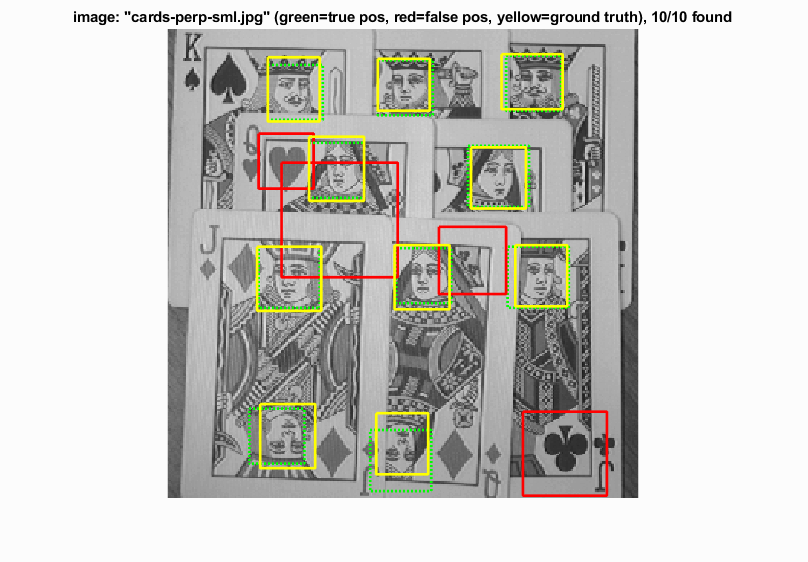 image: "cards-perp-sml.jpg" (green=true pos, red=false pos, yellow=ground truth), 10/10 found
K
Q
J
J
Q